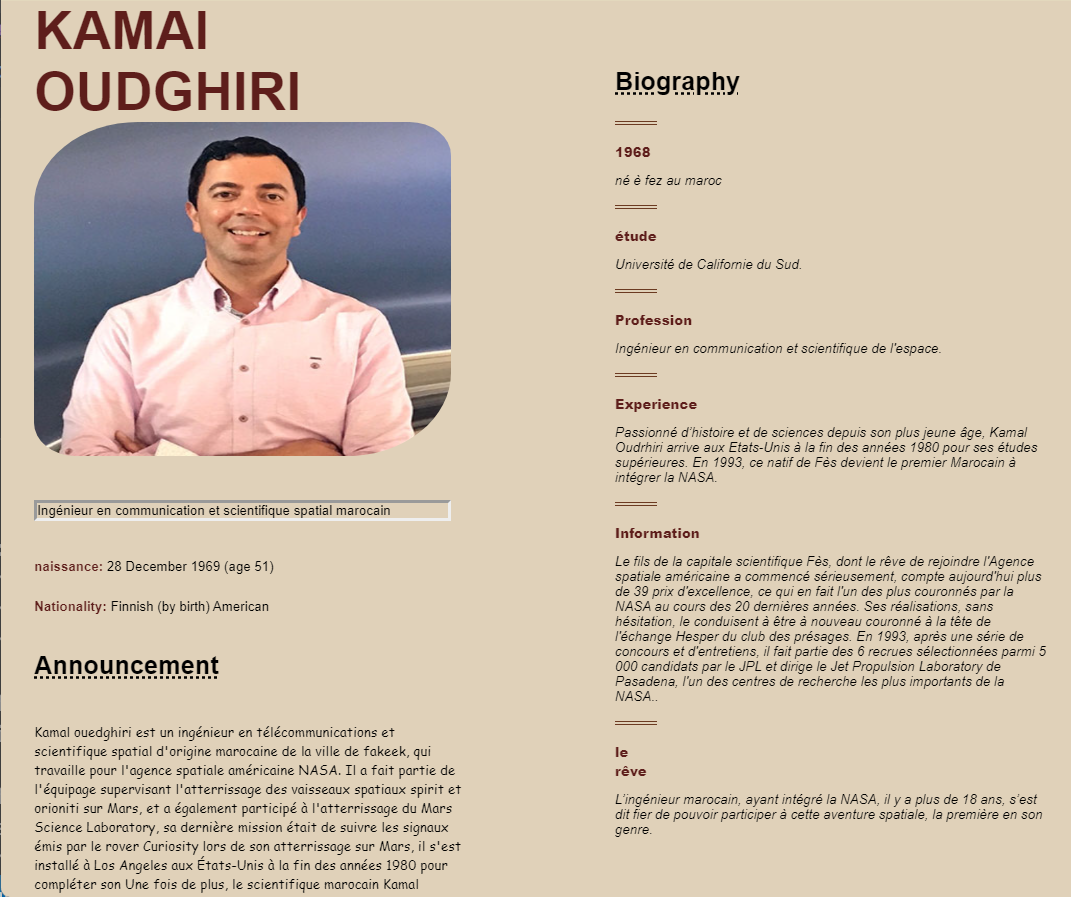 KAMAI
OUDGHIRI
Ingénieur en communication et scientifique spatial marocain
naissance: 28 December 1969 (age 51)
Nationality: Finnish (by birth) American
Announcement
Kamal ouedghiri est un ingénieur en télécommunications et
scientifique spatial d'origine marocaine de la ville de fakeek, qui
travaille pour l'agence spatiale américaine NASA. Il a fait partie de
l'équipage supervisant l'atterrissage des vaisseaux spatiaux spirit et
orioniti sur Mars, et a également participé à l'atterrissage du Mars
Science Laboratory, sa dernière mission était de suivre les signaux
émis par le rover Curiosity lors de son atterrissage sur Mars, il s'est
installé à Los Angeles aux États-Unis à la fin des années 1980 pour
compléter son Une fois de plus, le scientifique marocain Kamal
Biography
1968
né è fez au maroc
étude
Université de Californie du Sud.
Profession
Ingénieur en communication et scientifique de l'espace.
Experience
Passionné d’histoire et de sciences depuis son plus jeune âge, Kamal
Oudrhiri arrive aux Etats-Unis à la fin des années 1980 pour ses études
supérieures. En 1993, ce natif de Fès devient le premier Marocain à
intégrer la NASA.
Information
Le fils de la capitale scientifique Fès, dont le rêve de rejoindre l'Agence
spatiale américaine a commencé sérieusement, compte aujourd'hui plus
de 39 prix d'excellence, ce qui en fait l'un des plus couronnés par la
NASA au cours des 20 dernières années. Ses réalisations, sans
hésitation, le conduisent à être à nouveau couronné à la tête de
l'échange Hesper du club des présages. En 1993, après une série de
concours et d'entretiens, il fait partie des 6 recrues sélectionnées parmi 5
000 candidats par le JPL et dirige le Jet Propulsion Laboratory de
Pasadena, l'un des centres de recherche les plus importants de la
NASA..
le
rêve
L’ingénieur marocain, ayant intégré la NASA, il y a plus de 18 ans, s’est
dit fier de pouvoir participer à cette aventure spatiale, la première en son
genre.